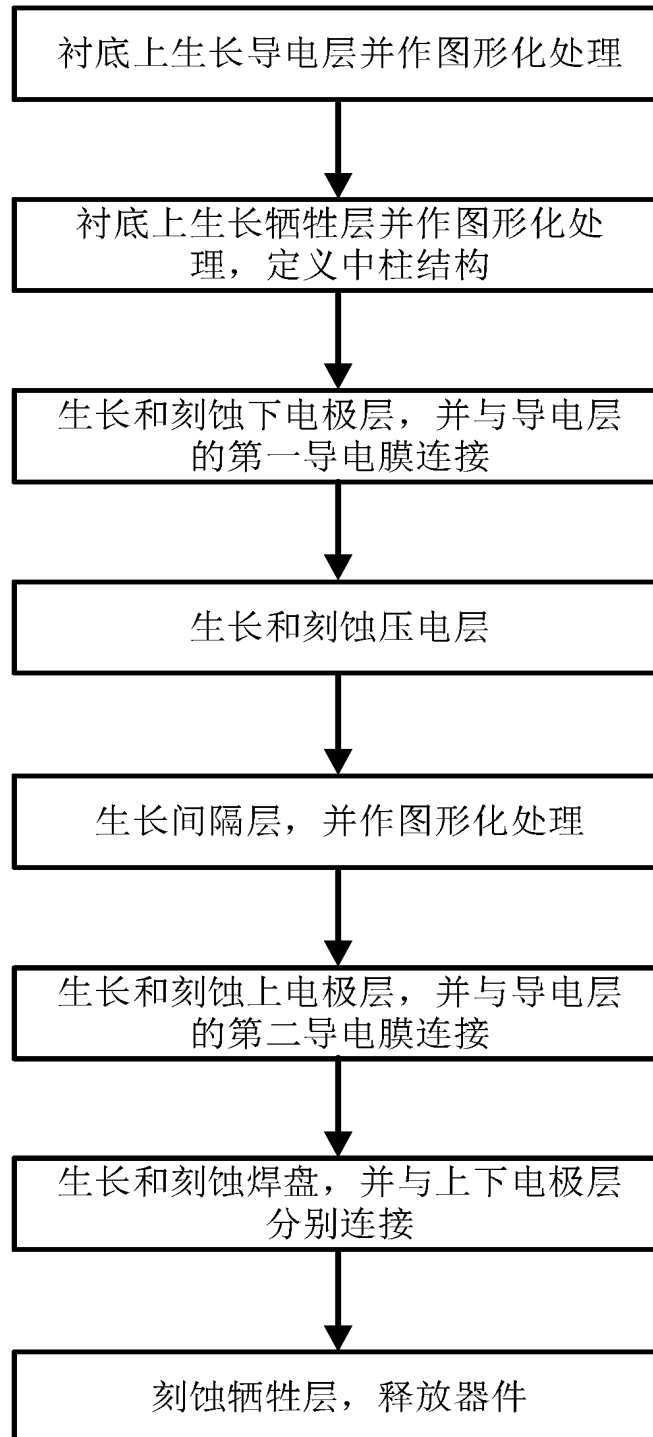 衬底上生长导电层并作图形化处理
衬底上生长牺牲层并作图形化处
理，定义中柱结构
生长和刻蚀下电极层，并与导电层
的第一导电膜连接
生长和刻蚀压电层
生长间隔层，并作图形化处理
生长和刻蚀上电极层，并与导电层
的第二导电膜连接
生长和刻蚀焊盘，并与上下电极层
分别连接
刻蚀牺牲层，释放器件